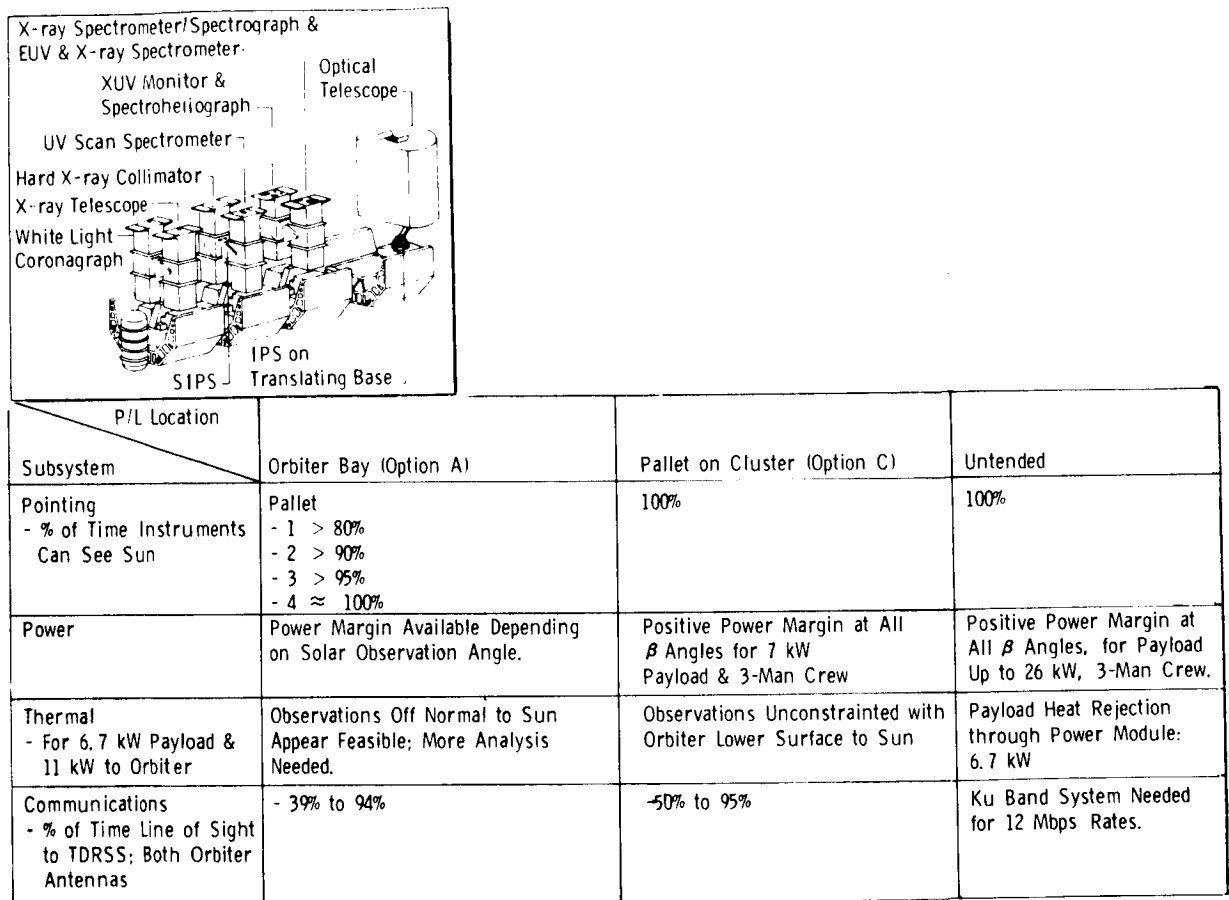 X-ray Spectrometer/Spectrograph &
EUV & X-ray Spectrometer
XUV Monitor &
Spectroheliograph
Optical
Telescope
UV Scan Spectrometer
Hard X-ray Collimator
X-ray Telescope
White Light
Coronagraph
SIPS
IPS on
Translating Base
P/L Location
Subsystem
Orbiter Bay (Option A)
Pallet on Cluster (Option C)
Untended
Pointing
- % of Time Instruments
Can See Sun
Pallet
- 1 > 80%
- 2 > 90%
- 3 > 95%
- 4 ≈ 100%
100%
100%
Power
Power Margin Available Depending
on Solar Observation Angle.
Positive Power Margin at All
β Angles for 7 kW
Payload & 3-Man Crew
Positive Power Margin at
All β Angles, for Payload
Up to 26 kW, 3-Man Crew.
Thermal
- For 6.7 kW Payload &
11 kW to Orbiter
Observations Off Normal to Sun
Appear Feasible; More Analysis
Needed.
Observations Unconstrainted with
Orbiter Lower Surface to Sun
Payload Heat Rejection
through Power Module:
6.7 kW
Communications
- % of Time Line of Sight
to TDRSS; Both Orbiter
Antennas
- 39% to 94%
-50% to 95%
Ku Band System Needed
for 12 Mbps Rates.